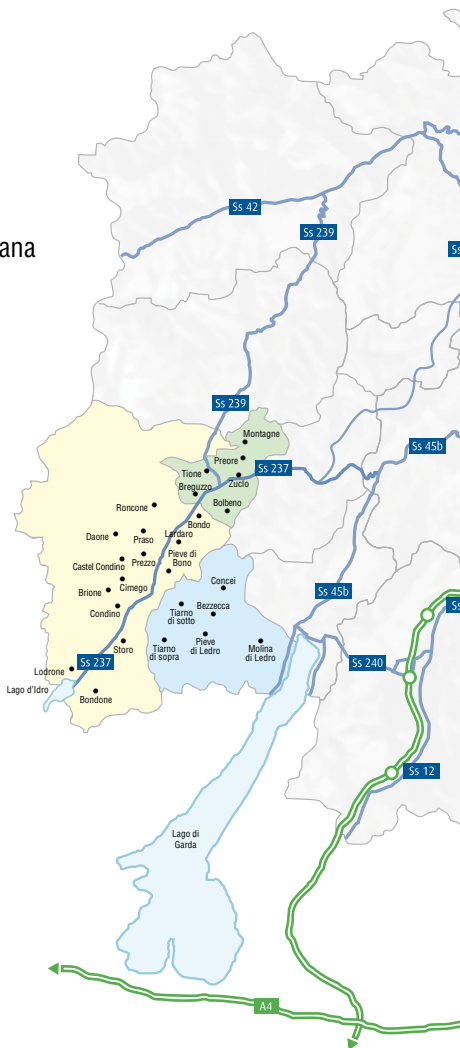 Ss 42
Ss 239
ana
Ss
Ss 239
Montagne
Ss 45b
Preore
Ss 237
Tione
Zuclo
Breguzzo
Roncone
Bolbeno
Bondo
Daone
Praso
Lardaro
Castel Condino
Prezzo
Pieve di
Bono
Cimego
Concei
Brione
Ss 45b
Condino
Tiarno
di sotto
Bezzecca
Ss
Storo
Tiarno
di sopra
Pieve
di Ledro
Molina
di Ledro
Ss 237
Ss 240
Lodrone
Lago d'Idro
Bondone
Ss 12
Lago di
Garda
A4